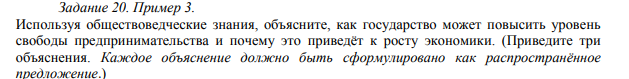 Задание 20. Пример 3.
Используя обществоведческие знания, объясните, как государство может повысить уровень
свободы предпринимательства и почему это приведёт к росту экономики. (Приведите три
объяснения. Каждое объяснение должно быть сформулировано как распространённое
предложение.)